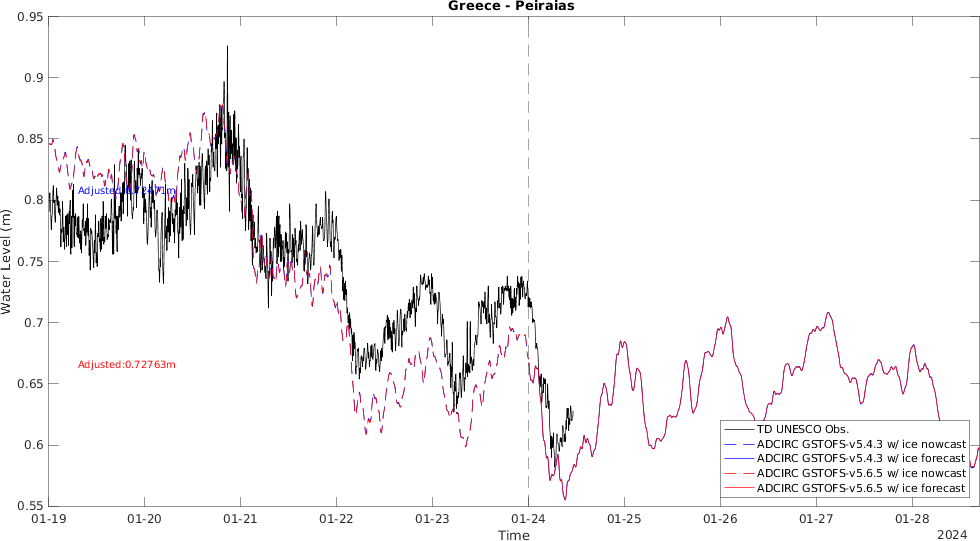 Greece - Peiraias
0.95
0.9
0.85
0.8
0.75
0.7
0.65
0.6
0.55
Water Level (m)
Adjusted:
Adjusted:0.72763m
TD UNESCO Obs.
ADCIRC GSTOFS-v5.4.3 w/ ice nowcast
ADCIRC GSTOFS-v5.4.3 w/ ice forecast
ADCIRC GSTOFS-v5.6.5 w/ ice nowcast
ADCIRC GSTOFS-v5.6.5 w/ ice forecast
01-19 01-20 01-21 01-22 01-23 01-24 01-25 01-26 01-27 01-28
Time
2024